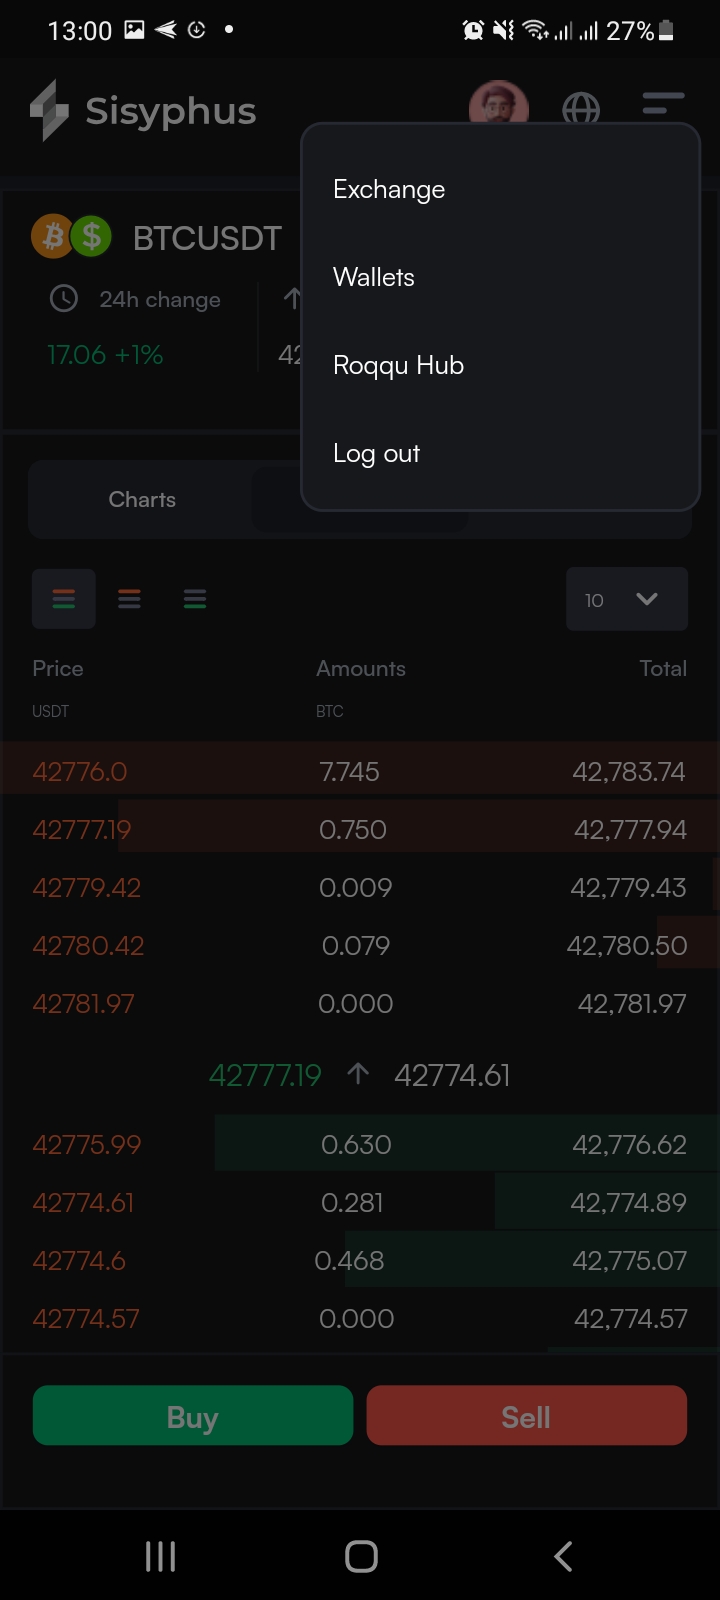 13:00 27%
Sisyphus
Exchange
Wallets
Roqqu Hub
Log out
BTCUSDT
24h change
17.06 +1%
42
Charts
10
Price Amounts Total
USDT BTC
42776.0 7.745 42,783.74
42777.19 0.750 42,777.94
42779.42 0.009 42,779.43
42780.42 0.079 42,780.50
42781.97 0.000 42,781.97
42777.19 ↑ 42774.61
42775.99 0.630 42,776.62
42774.61 0.281 42,774.89
42774.6 0.468 42,775.07
42774.57 0.000 42,774.57
Buy Sell